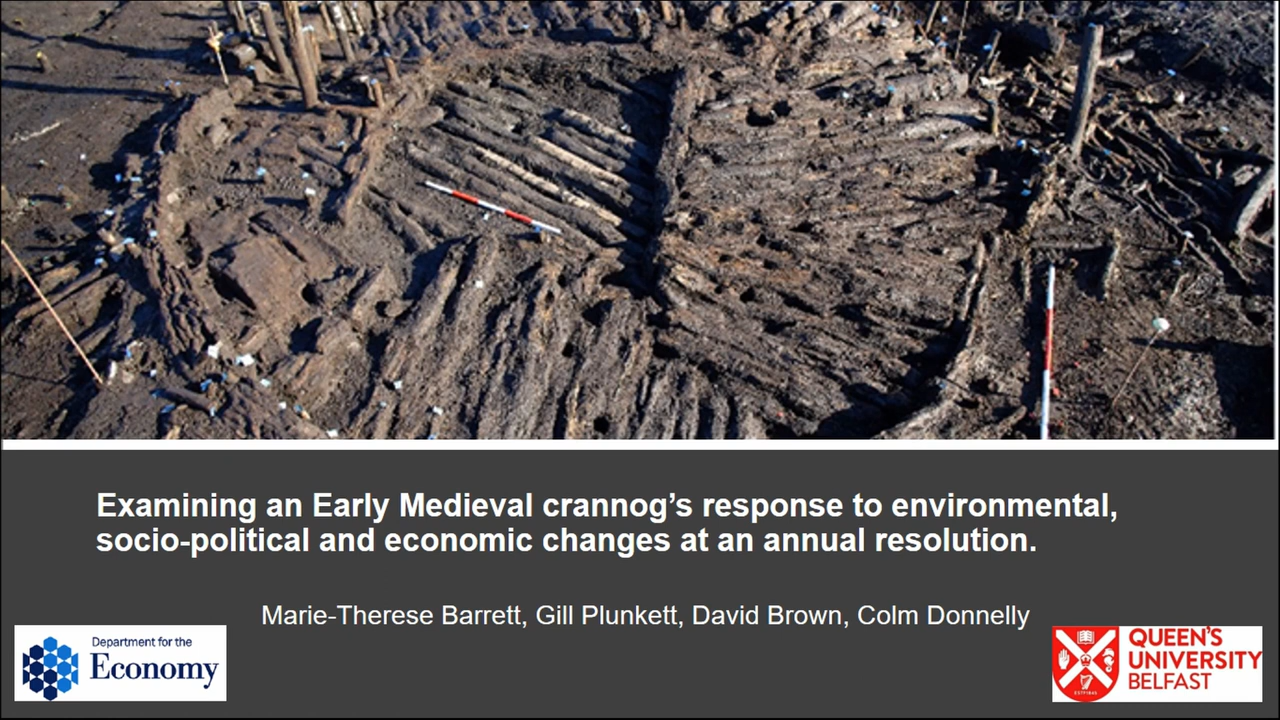 Examining an Early Medieval crannog’s response to environmental,
socio-political and economic changes at an annual resolution.
Marie-Therese Barrett, Gill Plunkett, David Brown, Colm Donnelly
Department for the
Economy
QUEEN’S
UNIVERSITY
BELFAST
ESTD1845